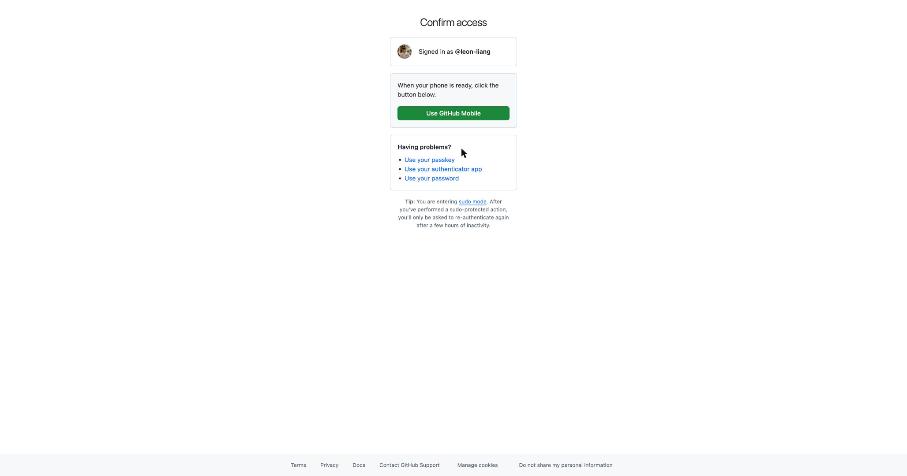 Confirm access
Signed in as @leon-liang
When your phone is ready, click the
button below.
Use GitHub Mobile
Having problems?
• Use your passkey
• Use your authenticator app
• Use your password
Tip: You are entering sudo mode. After
you've performed a sudo-protected action,
you'll only be asked to re-authenticate again
after a few hours of inactivity.
Terms Privacy Docs Contact GitHub Support Manage cookies Do not share my personal information